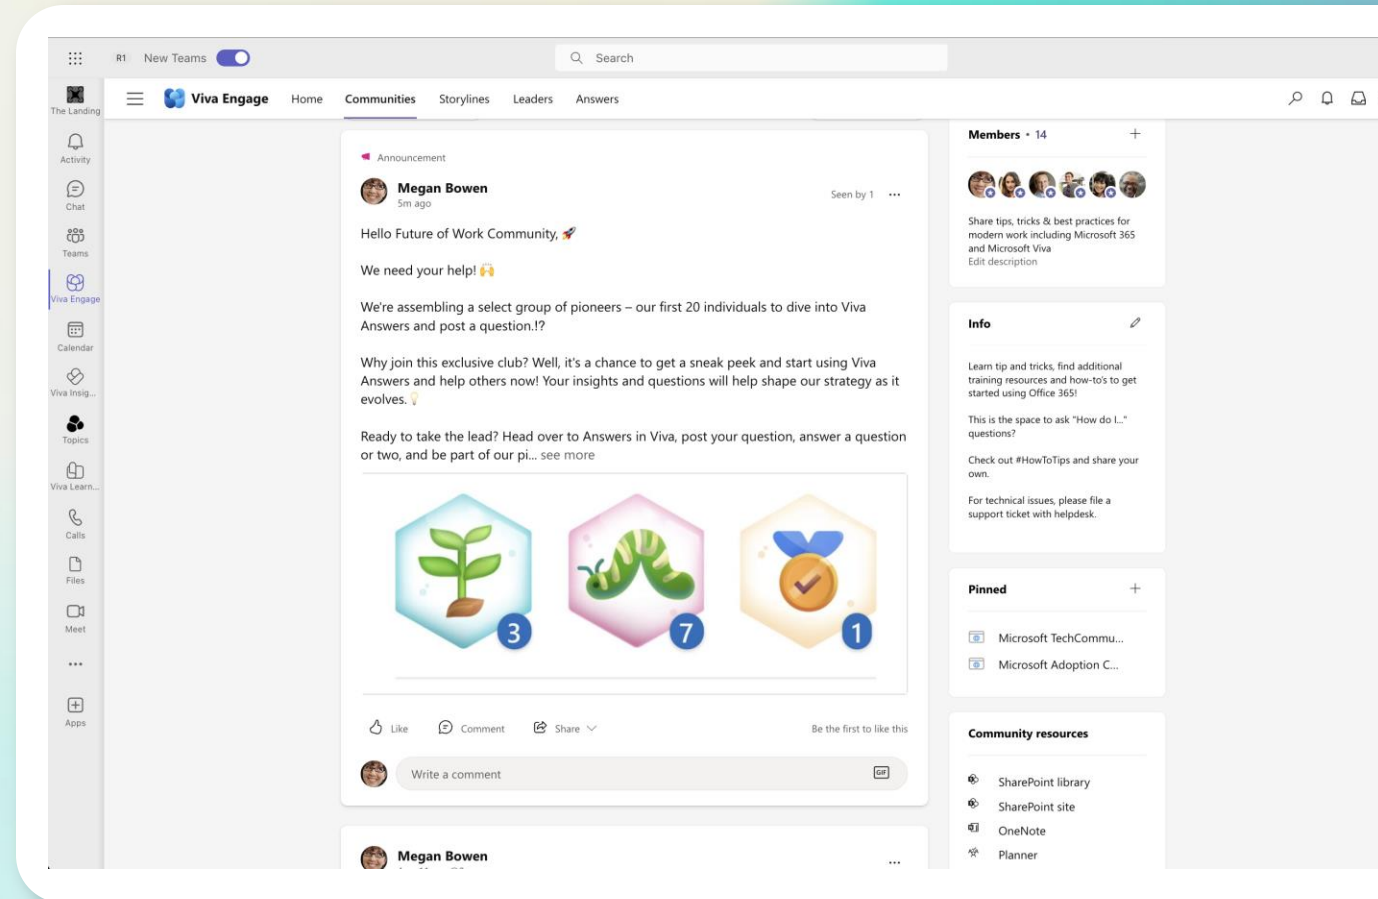 R1 New Teams
Search
The Landing
Activity
Chat
Teams
Viva Engage
Calendar
Viva Insig...
Topics
Viva Learn...
Calls
Files
Meet
Apps
Viva Engage Home Communities Storylines Leaders Answers
Announcement
Megan Bowen
5m ago
Seen by 1
Hello Future of Work Community, 🚀
We need your help! 🙌
We're assembling a select group of pioneers – our first 20 individuals to dive into Viva
Answers and post a question.!?
Why join this exclusive club? Well, it's a chance to get a sneak peek and start using Viva
Answers and help others now! Your insights and questions will help shape our strategy as it
evolves.💡
Ready to take the lead? Head over to Answers in Viva, post your question, answer a question
or two, and be part of our pi... see more
3 7 1
Like Comment Share Be the first to like this
Write a comment GIF
Megan Bowen
Members • 14
Share tips, tricks & best practices for
modern work including Microsoft 365
and Microsoft Viva
Edit description
Info
Learn tip and tricks, find additional
training resources and how-to's to get
started using Office 365!
This is the space to ask "How do I..."
questions?
Check out #HowToTips and share your
own.
For technical issues, please file a
support ticket with helpdesk.
Pinned
Microsoft TechCommu...
Microsoft Adoption C...
Community resources
SharePoint library
SharePoint site
OneNote
Planner